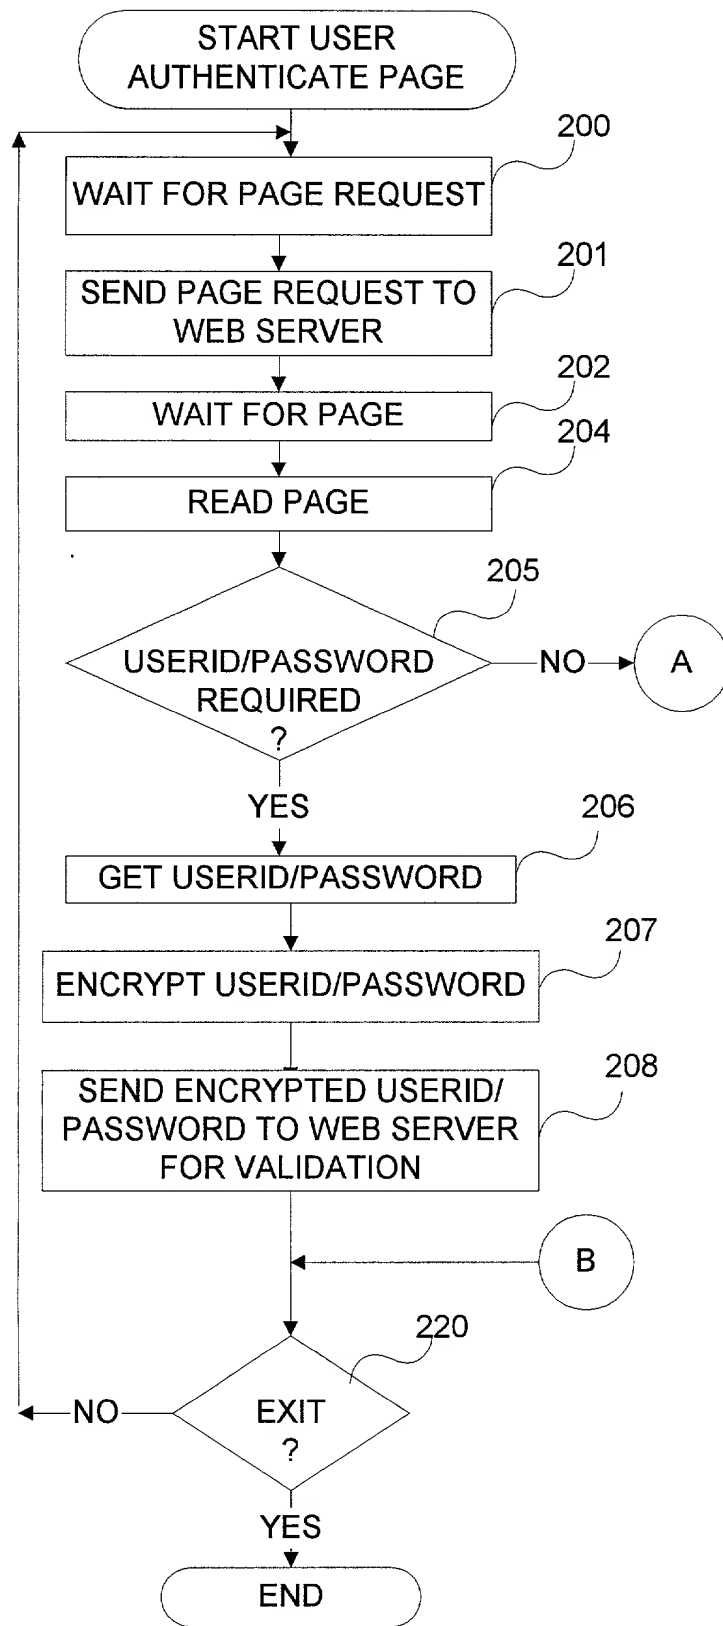 START USER
AUTHENTICATE PAGE
200
WAIT FOR PAGE REQUEST
201
SEND PAGE REQUEST TO
WEB SERVER
202
WAIT FOR PAGE
204
READ PAGE
205
USERID/PASSWORD
REQUIRED
?
NO
A
YES
206
GET USERID/PASSWORD
207
ENCRYPT USERID/PASSWORD
208
SEND ENCRYPTED USERID/
PASSWORD TO WEB SERVER
FOR VALIDATION
B
220
EXIT
?
NO
YES
END